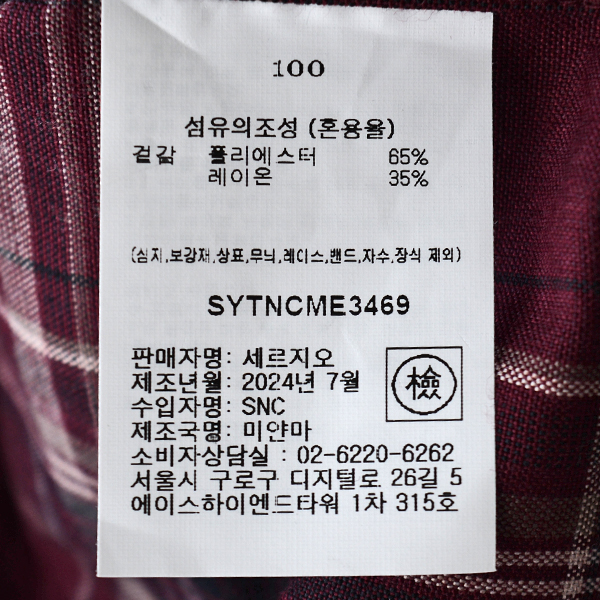 100
섬유의조성 (혼용율)
겉감 폴리에스터 65%
레이온 35%
(심지,보강재,상표,무늬,레이스,밴드,자수,장식 제외)
SYTNCME3469
판매자명: 세르지오
제조년월: 2024년 7월
수입자명: SNC
제조국명: 미얀마
檢
소비자상담실 : 02-6220-6262
서울시 구로구 디지털로 26길 5
에이스하이엔드타워 1차 315호